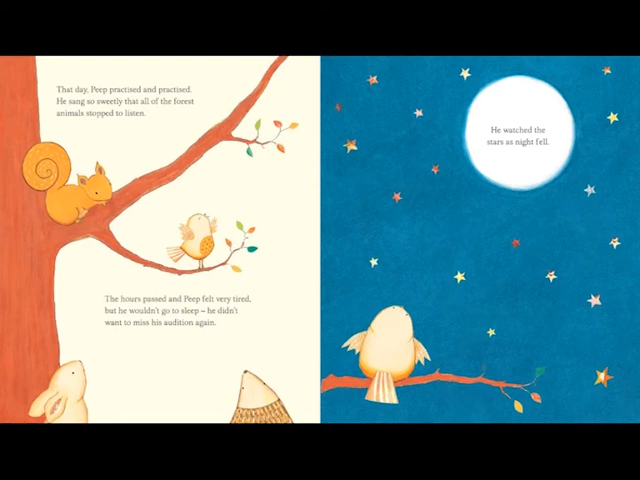 That day, Peep practised and practised.
He sang so sweetly that all of the forest
animals stopped to listen.
The hours passed and Peep felt very tired,
but he wouldn't go to sleep – he didn't
want to miss his audition again.
He watched the
stars as night fell.